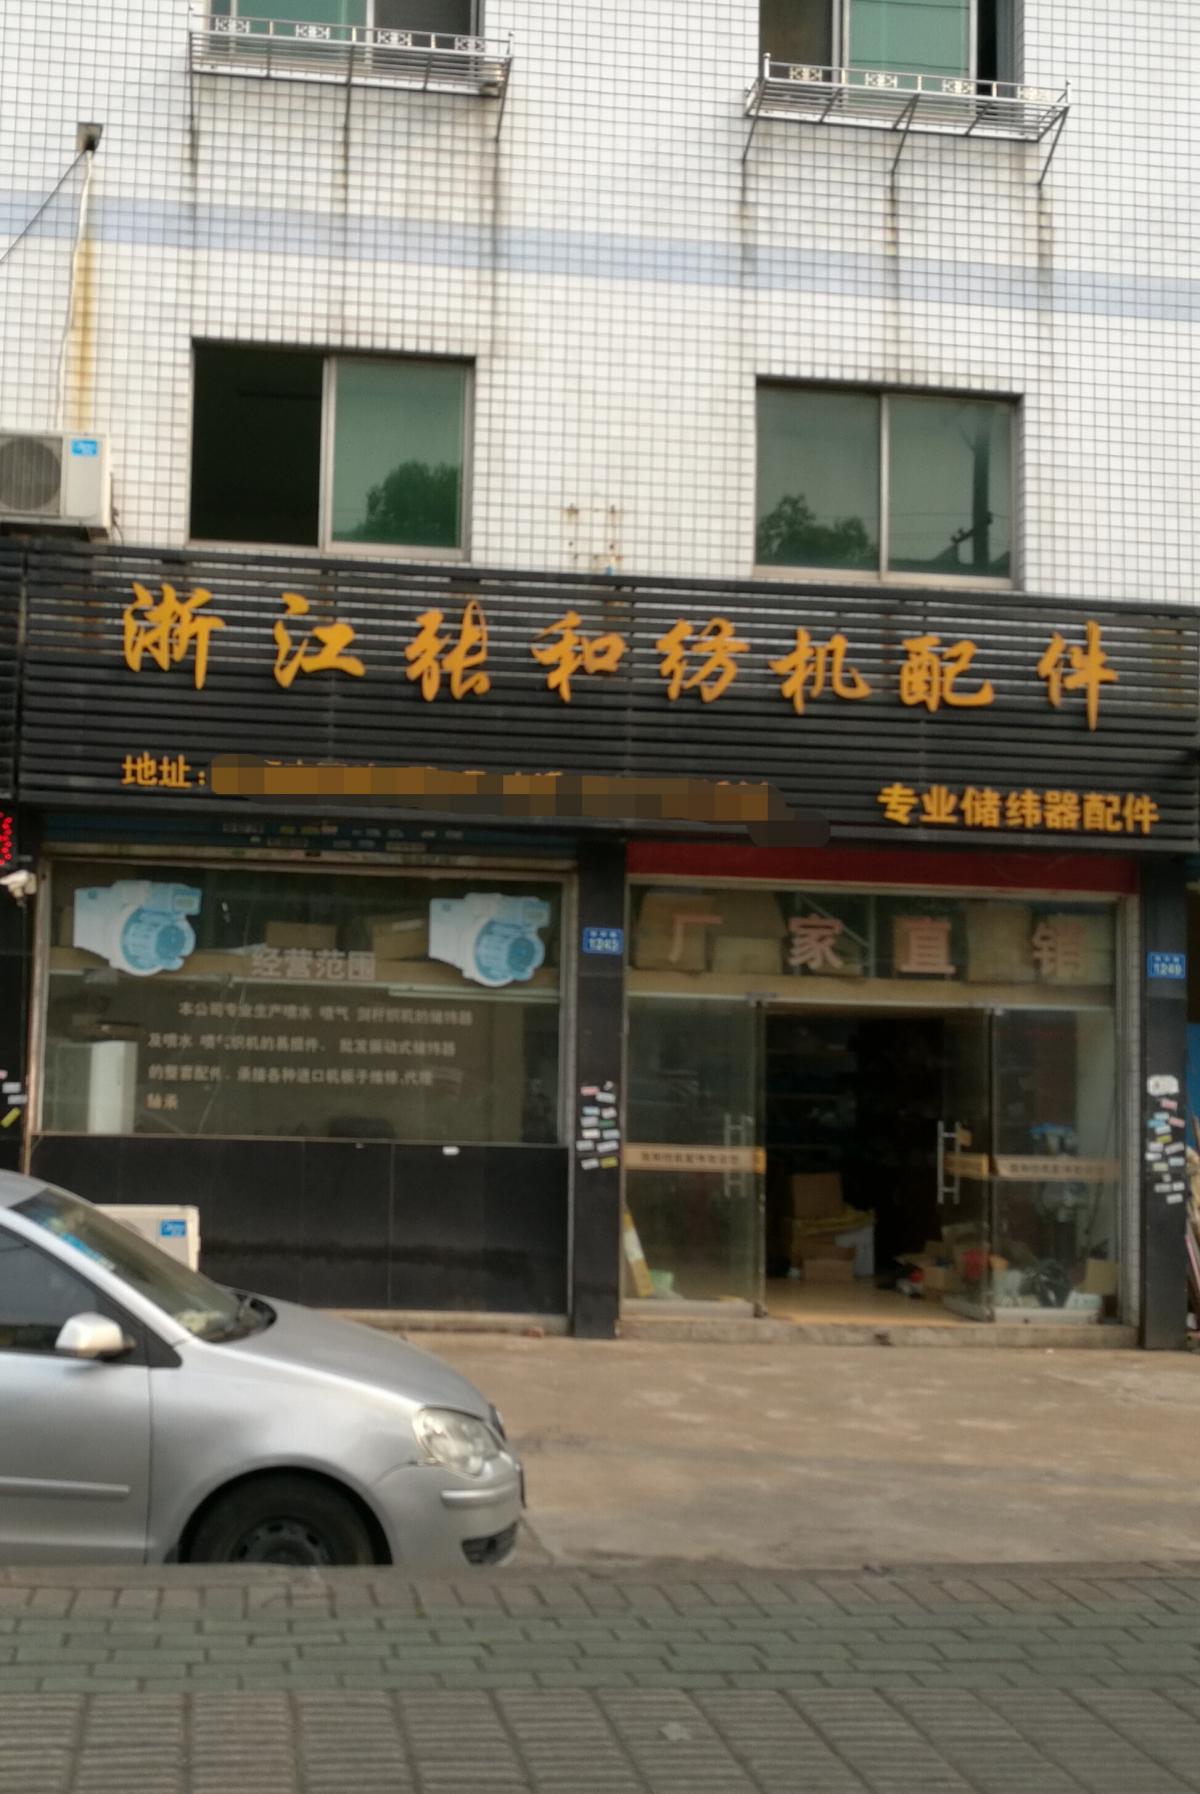 浙江张和纺机配件
地址:
专业储纬器配件
经营范围
本公司专业生产喷水 喷气 剑杆织机的储纬器
及喷水 喷气织机的易损件、 批发振动式储纬器
的整套配件、承接各种进口机板子维修,代理
轴承
厂家直销
1243
1249